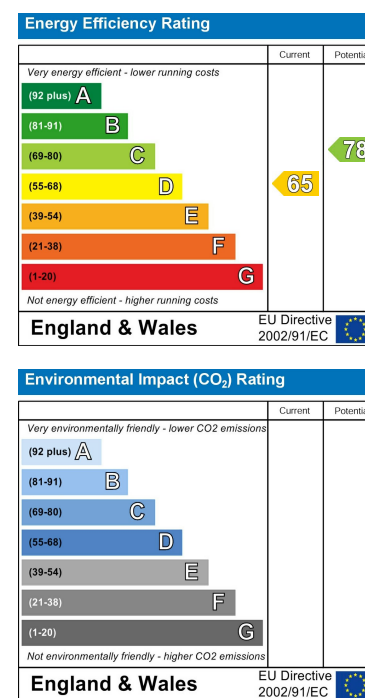 Energy Efficiency Rating
Current Potentia
Very energy efficient - lower running costs
(92 plus) A
(81-91) B
(69-80) C
78
(55-68) D
65
(39-54) E
(21-38) F
(1-20) G
Not energy efficient - higher running costs
England & Wales
EU Directive
2002/91/EC
Environmental Impact (CO₂) Rating
Current Potentia
Very environmentally friendly - lower CO2 emissions
(92 plus) A
(81-91) B
(69-80) C
(55-68) D
(39-54) E
(21-38) F
(1-20) G
Not environmentally friendly - higher CO2 emissions
England & Wales
EU Directive
2002/91/EC